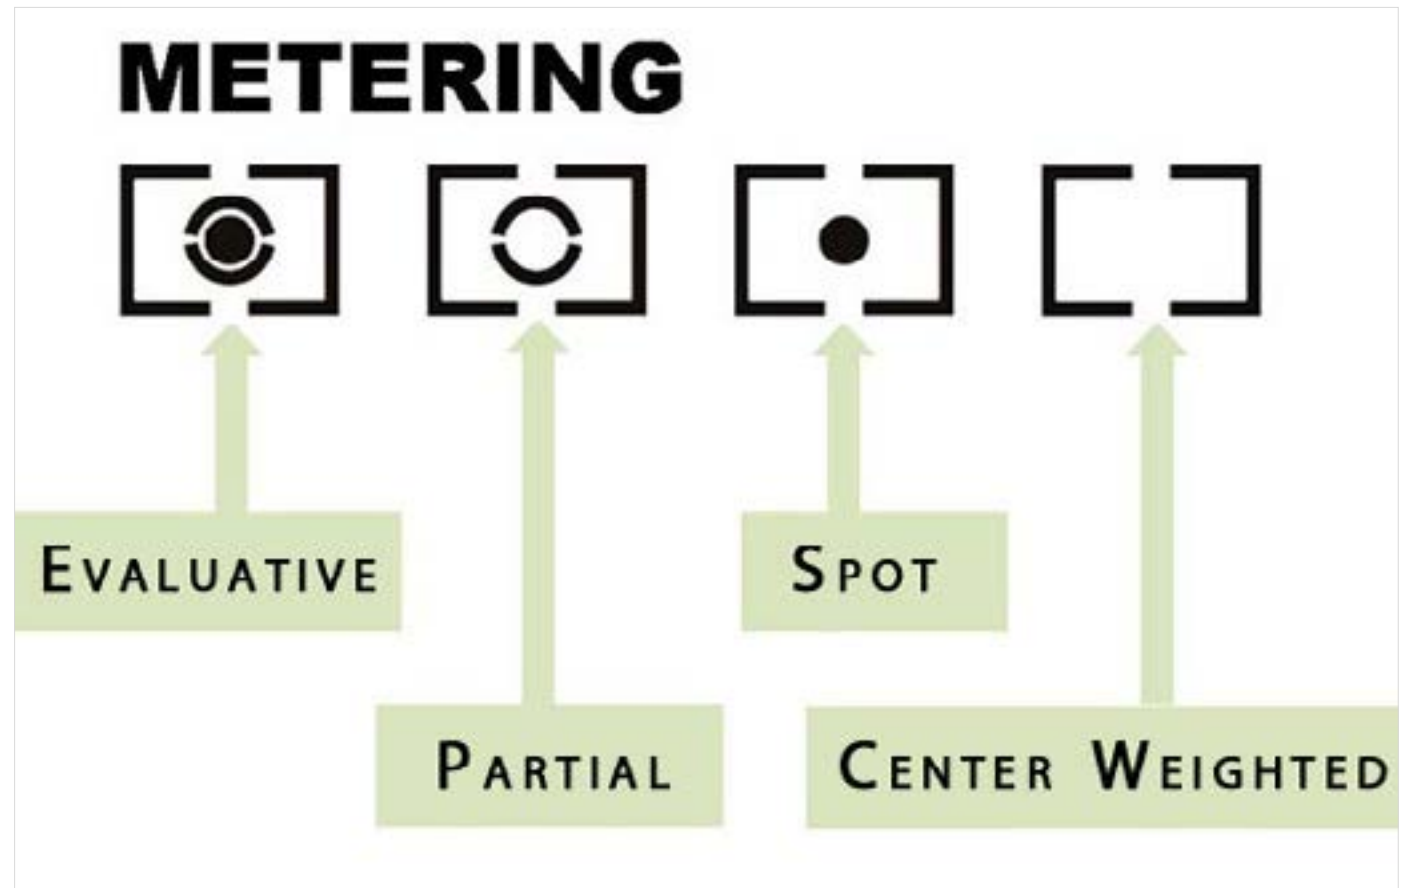 METERING
EVALUATIVE
SPOT
PARTIAL
CENTER WEIGHTED